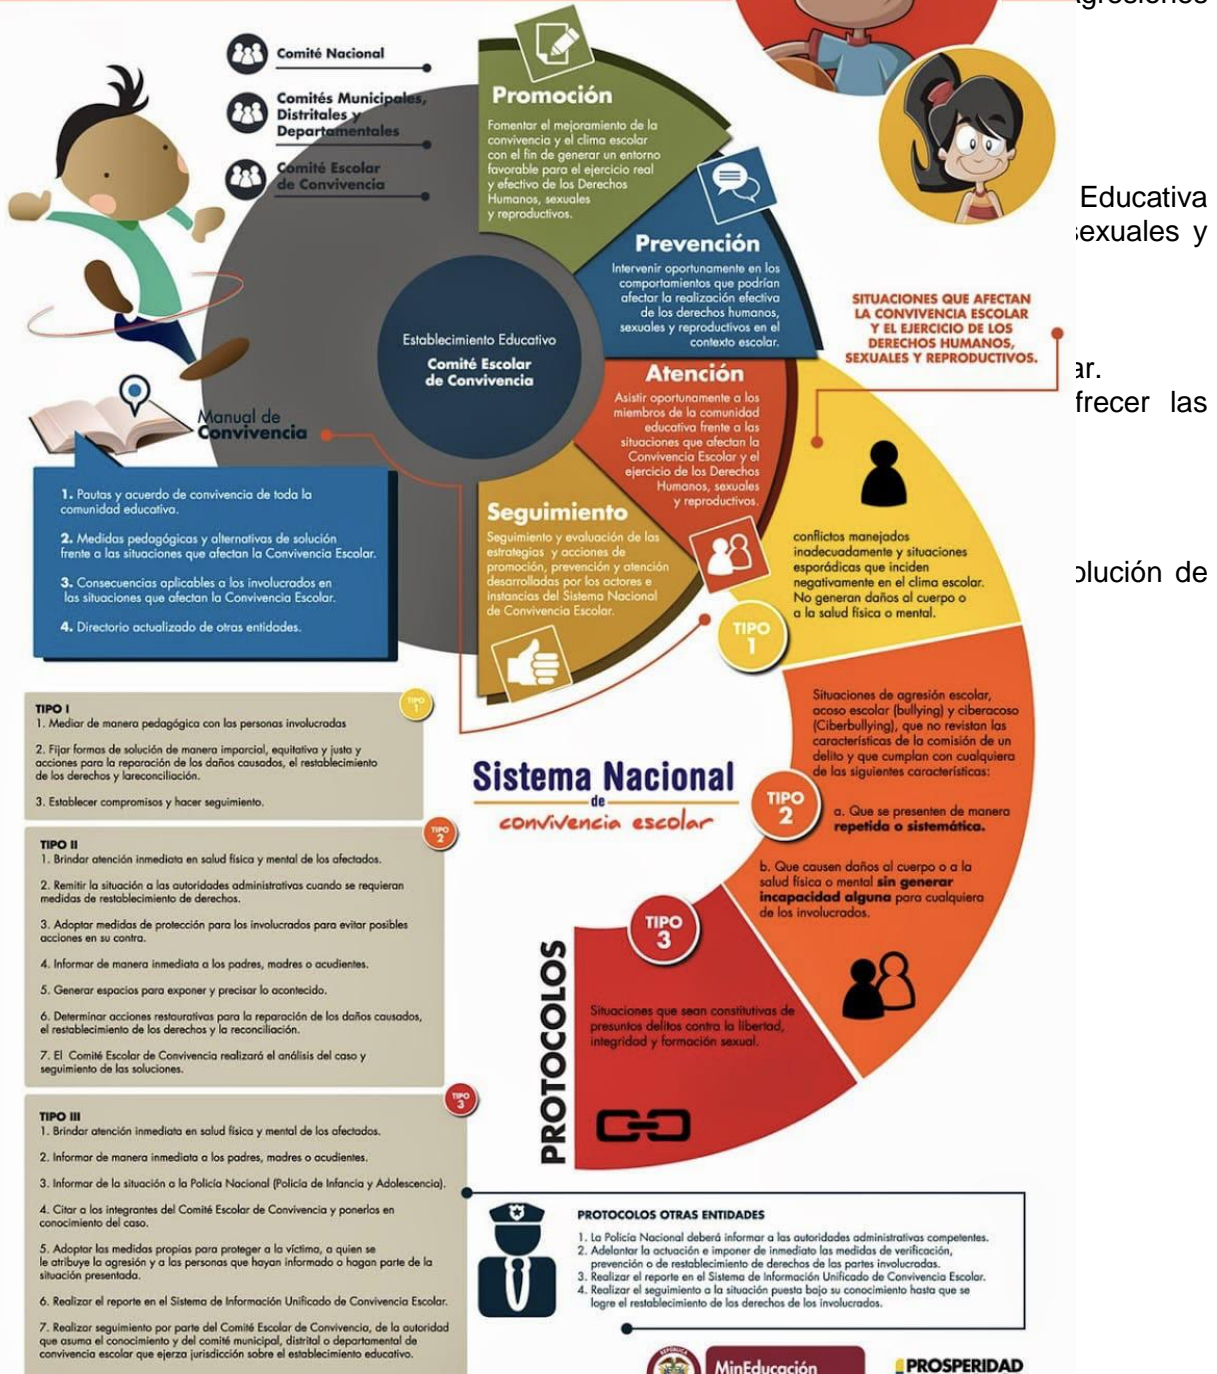 Educativa
sexuales y
ar.
frecer las
olución de
Comité Nacional
Comités Municipales,
Distritales y
Departamentales
Comité Escolar
de Convivencia
Promoción
Fomentar el mejoramiento de la
convivencia y el clima escolar
con el fin de generar un entorno
favorable para el ejercicio real
y efectivo de los Derechos
Humanos, sexuales
y reproductivos.
Prevención
Intervenir oportunamente en los
comportamientos que podrían
afectar la realización efectiva
de los derechos humanos,
sexuales y reproductivos en el
contexto escolar.
SITUACIONES QUE AFECTAN
LA CONVIVENCIA ESCOLAR
Y EL EJERCICIO DE LOS
DERECHOS HUMANOS,
SEXUALES Y REPRODUCTIVOS.
Establecimiento Educativo
Comité Escolar
de Convivencia
Atención
Asistir oportunamente a los
miembros de la comunidad
educativa frente a las
situaciones que afectan la
Convivencia Escolar y el
ejercicio de los Derechos
Humanos, sexuales
y reproductivos.
Manual de
Convivencia
1. Pautas y acuerdo de convivencia de toda la
comunidad educativa.
2. Medidas pedagógicas y alternativas de solución
frente a las situaciones que afectan la Convivencia Escolar.
3. Consecuencias aplicables a los involucrados en
las situaciones que afectan la Convivencia Escolar.
4. Directorio actualizado de otras entidades.
Seguimiento
Seguimiento y evaluación de las
estrategias y acciones de
promoción, prevención y atención
desarrolladas por los actores e
instancias del Sistema Nacional
de Convivencia Escolar.
conflictos manejados
inadecuadamente y situaciones
esporádicas que inciden
negativamente en el clima escolar.
No generan daños al cuerpo o
a la salud física o mental.
TIPO
1
Situaciones de agresión escolar,
acoso escolar (bullying) y ciberacoso
(Ciberbullying), que no revistan las
características de la comisión de un
delito y que cumplan con cualquiera
de las siguientes características:
TIPO
2
a. Que se presenten de manera
repetida o sistemática.
b. Que causen daños al cuerpo o a la
salud física o mental sin generar
incapacidad alguna para cualquiera
de los involucrados.
Sistema Nacional
de
convivencia escolar
TIPO
3
PROTOCOLOS
Situaciones que sean constitutivas de
presuntos delitos contra la libertad,
integridad y formación sexual.
TIPO I
TIPO
1
1. Mediar de manera pedagógica con las personas involucradas
2. Fijar formas de solución de manera imparcial, equitativa y justa y
acciones para la reparación de los daños causados, el restablecimiento
de los derechos y lareconciliación.
3. Establecer compromisos y hacer seguimiento.
TIPO II
TIPO
2
1. Brindar atención inmediata en salud física y mental de los afectados.
2. Remitir la situación a las autoridades administrativas cuando se requieran
medidas de restablecimiento de derechos.
3. Adoptar medidas de protección para los involucrados para evitar posibles
acciones en su contra.
4. Informar de manera inmediata a los padres, madres o acudientes.
5. Generar espacios para exponer y precisar lo acontecido.
6. Determinar acciones restaurativas para la reparación de los daños causados,
el restablecimiento de los derechos y la reconciliación.
7. El Comité Escolar de Convivencia realizará el análisis del caso y
seguimiento de las soluciones.
TIPO III
TIPO
3
1. Brindar atención inmediata en salud física y mental de los afectados.
2. Informar de manera inmediata a los padres, madres o acudientes.
3. Informar de la situación a la Policía Nacional (Policía de Infancia y Adolescencia).
4. Citar a los integrantes del Comité Escolar de Convivencia y ponerlos en
conocimiento del caso.
5. Adoptar las medidas propias para proteger a la víctima, a quien se
le atribuye la agresión y a las personas que hayan informado o hagan parte de la
situación presentada.
6. Realizar el reporte en el Sistema de Información Unificado de Convivencia Escolar.
7. Realizar seguimiento por parte del Comité Escolar de Convivencia, de la autoridad
que asuma el conocimiento y del comité municipal, distrital o departamental de
convivencia escolar que ejerza jurisdicción sobre el establecimiento educativo.
PROTOCOLOS OTRAS ENTIDADES
1. La Policía Nacional deberá informar a las autoridades administrativas competentes.
2. Adelantar la actuación e imponer de inmediato las medidas de verificación,
prevención o de restablecimiento de derechos de las partes involucradas.
3. Realizar el reporte en el Sistema de Información Unificado de Convivencia Escolar.
4. Realizar el seguimiento a la situación puesta bajo su conocimiento hasta que se
logre el restablecimiento de los derechos de los involucrados.
MinEducación
PROSPERIDAD